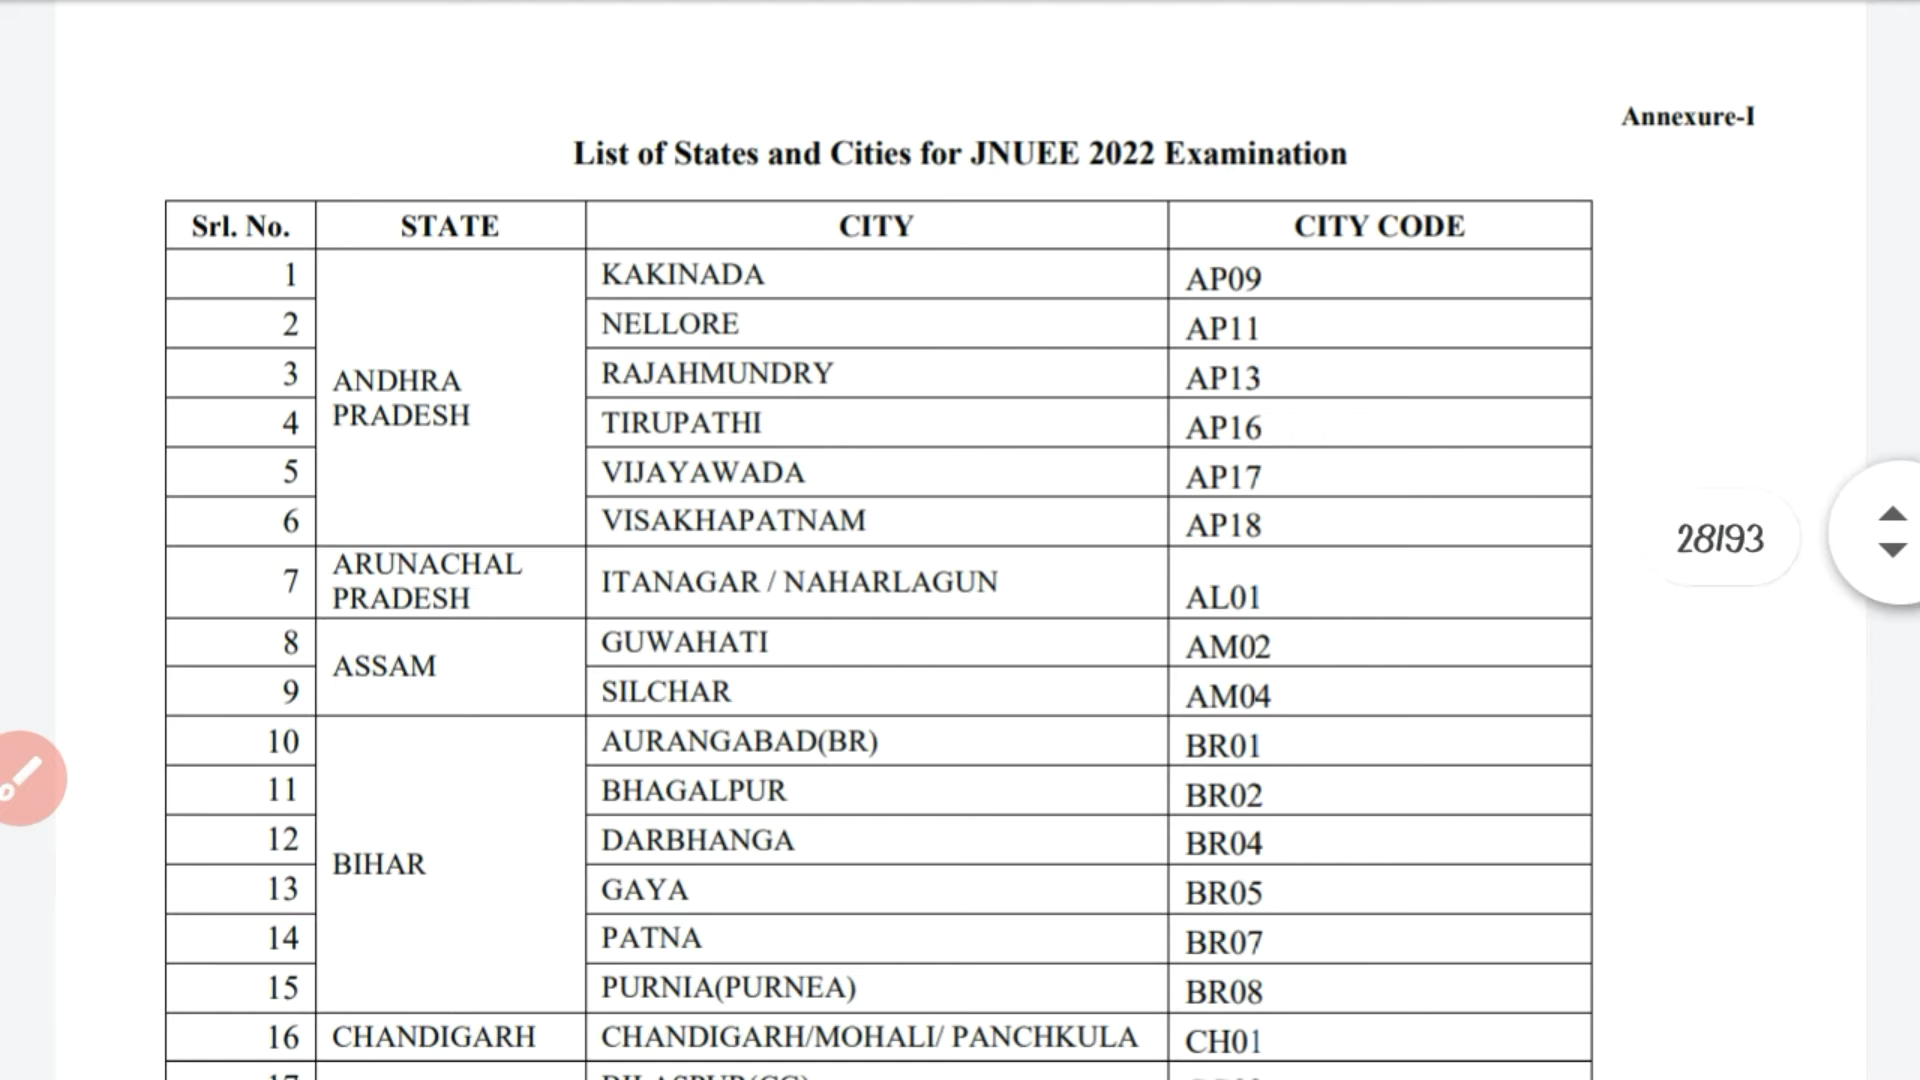 Annexure-I
List of States and Cities for JNUEE 2022 Examination
Srl. No. STATE CITY CITY CODE
1 KAKINADA AP09
2 NELLORE AP11
3 ANDHRA PRADESH RAJAHMUNDRY AP13
4 TIRUPATHI AP16
5 VIJAYAWADA AP17
6 VISAKHAPATNAM AP18
7 ARUNACHAL PRADESH ITANAGAR / NAHARLAGUN AL01
8 ASSAM GUWAHATI AM02
9 SILCHAR AM04
10 AURANGABAD(BR) BR01
11 BHAGALPUR BR02
12 DARBHANGA BR04
13 BIHAR GAYA BR05
14 PATNA BR07
15 PURNIA(PURNEA) BR08
16 CHANDIGARH CHANDIGARH/MOHALI/ PANCHKULA CH01
28/93